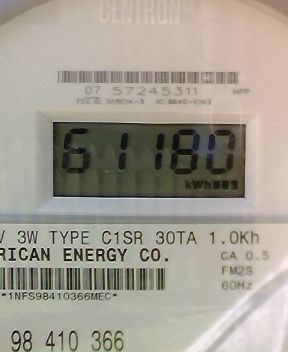 CENTRON®
07 57245311
61180
kWh
V 3W TYPE C1SR 30TA 1.0Kh
RICAN ENERGY CO. CA 0.5
FM2S
*1NFS98410366MEC* 60Hz
98 410 366